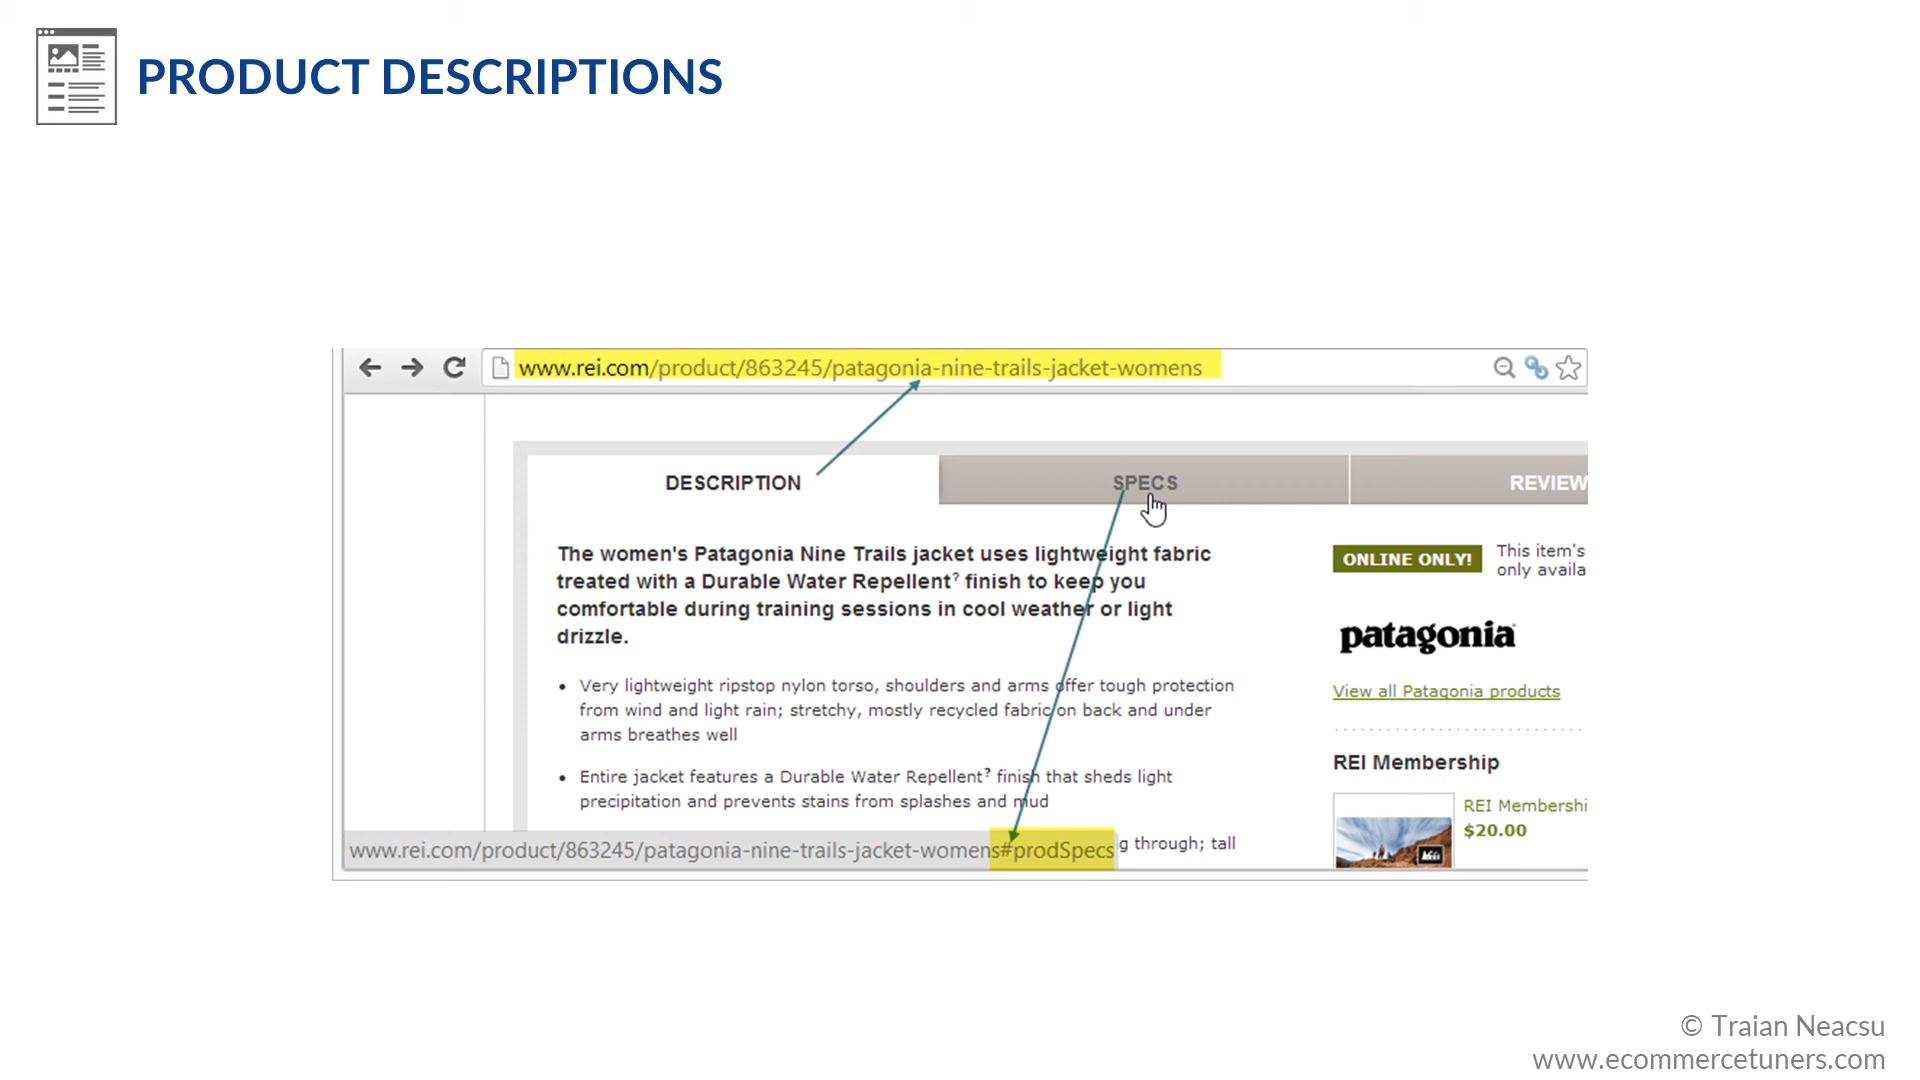 PRODUCT DESCRIPTIONS
www.rei.com/product/863245/patagonia-nine-trails-jacket-womens
DESCRIPTION
SPECS
REVIEW
The women's Patagonia Nine Trails jacket uses lightweight fabric
treated with a Durable Water Repellent? finish to keep you
comfortable during training sessions in cool weather or light
drizzle.
• Very lightweight ripstop nylon torso, shoulders and arms offer tough protection
from wind and light rain; stretchy, mostly recycled fabric on back and under
arms breathes well
• Entire jacket features a Durable Water Repellent? finish that sheds light
precipitation and prevents stains from splashes and mud
g through; tall
www.rei.com/product/863245/patagonia-nine-trails-jacket-womens#prodSpecs
ONLINE ONLY!
This item's
only availa
patagonia
View all Patagonia products
REI Membership
REI Membershi
$20.00
REI
© Traian Neacsu
www.ecommercetuners.com